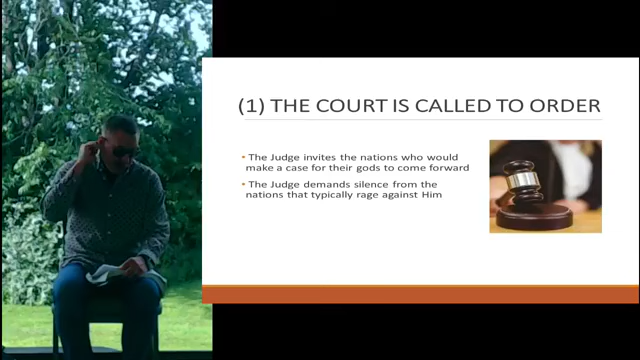 (1) THE COURT IS CALLED TO ORDER
• The Judge invites the nations who would
make a case for their gods to come forward
• The Judge demands silence from the
nations that typically rage against Him